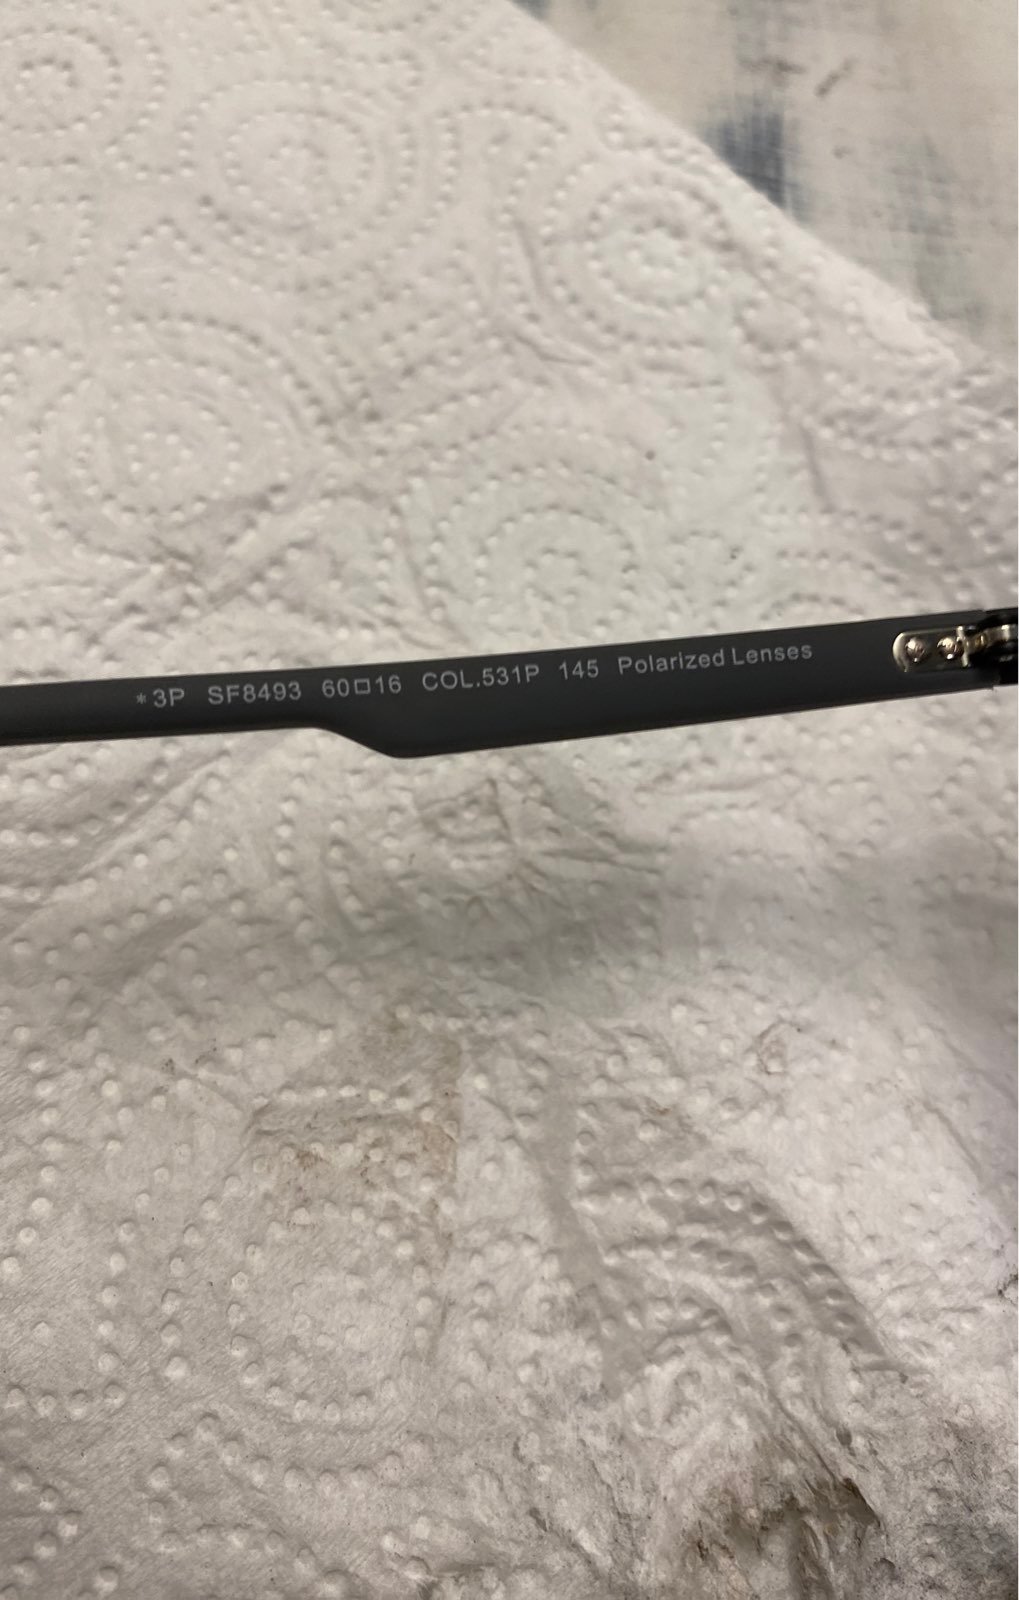 *3P SF8493 60□16 COL.531P 145 Polarized Lenses